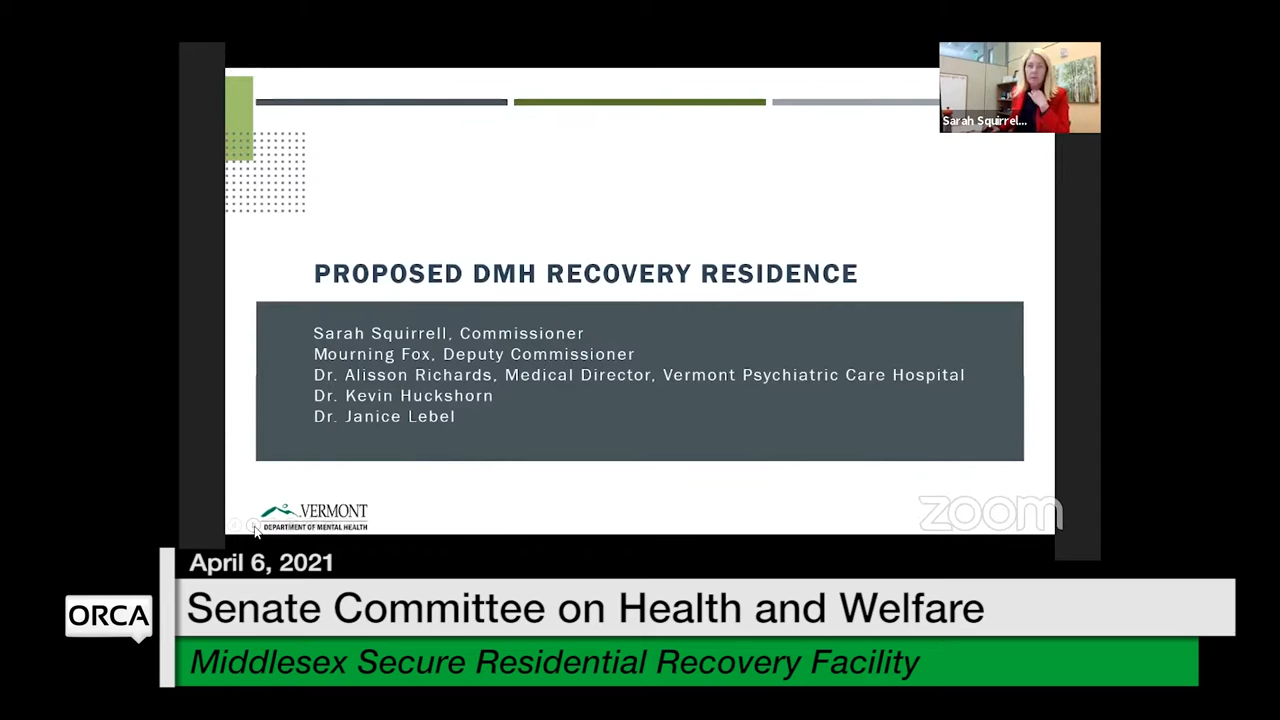 Sarah Squirrel...
PROPOSED DMH RECOVERY RESIDENCE
Sarah Squirrell, Commissioner
Mourning Fox, Deputy Commissioner
Dr. Alisson Richards, Medical Director, Vermont Psychiatric Care Hospital
Dr. Kevin Huckshorn
Dr. Janice Lebel
VERMONT
DEPARTMENT OF MENTAL HEALTH
zoom
April 6, 2021
ORCA
Senate Committee on Health and Welfare
Middlesex Secure Residential Recovery Facility